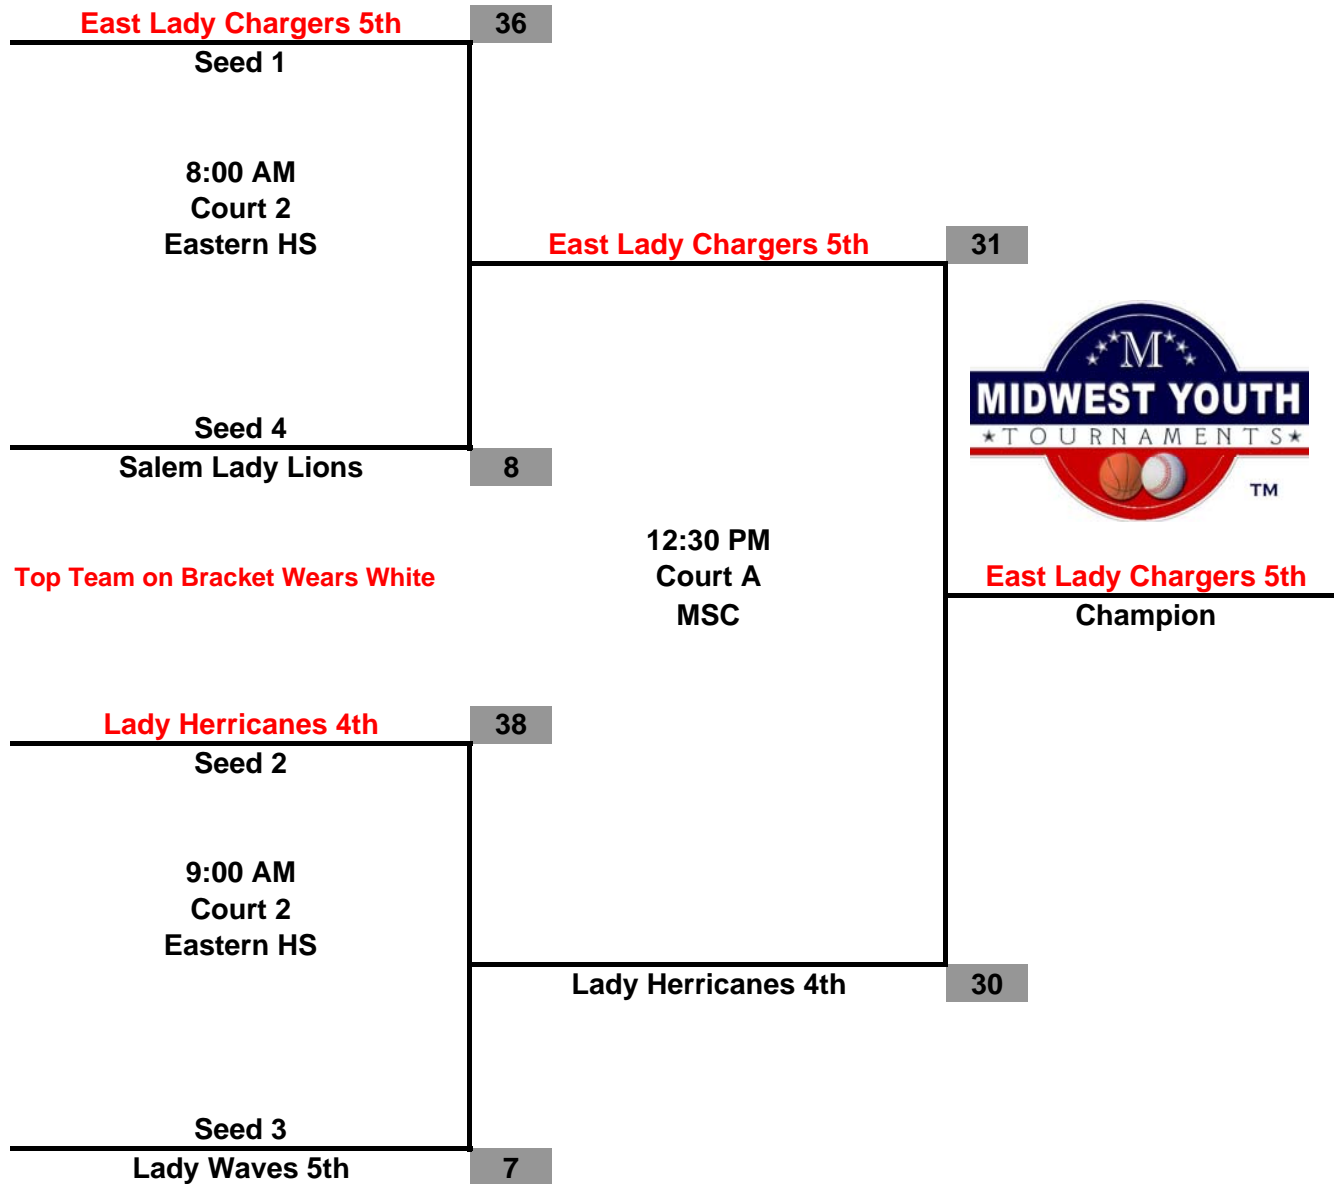 East Lady Chargers 5th 36
Seed 1
8:00 AM
Court 2
Eastern HS
East Lady Chargers 5th 31
M
MIDWEST YOUTH
TOURNAMENTS
TM
Seed 4
Salem Lady Lions 8
12:30 PM
Court A
MSC
Top Team on Bracket Wears White
East Lady Chargers 5th
Champion
Lady Herricanes 4th 38
Seed 2
9:00 AM
Court 2
Eastern HS
Lady Herricanes 4th 30
Seed 3
Lady Waves 5th 7